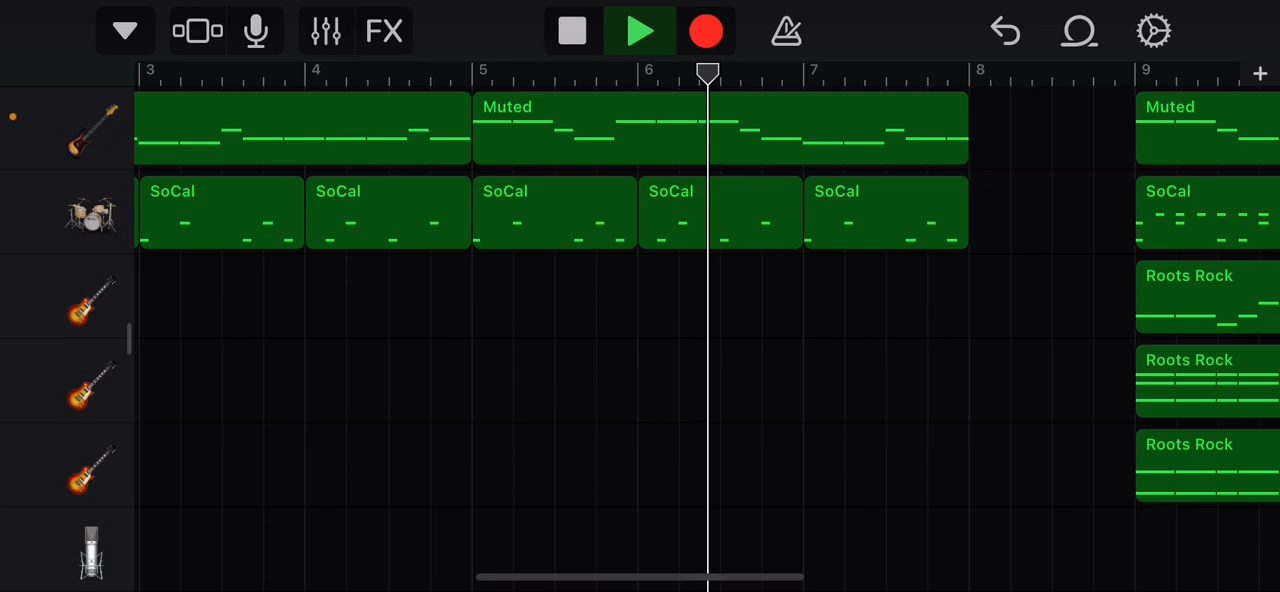 FX
3 4 5 6 7 8 9 +
Muted Muted
SoCal SoCal SoCal SoCal SoCal SoCal
Roots Rock
Roots Rock
Roots Rock